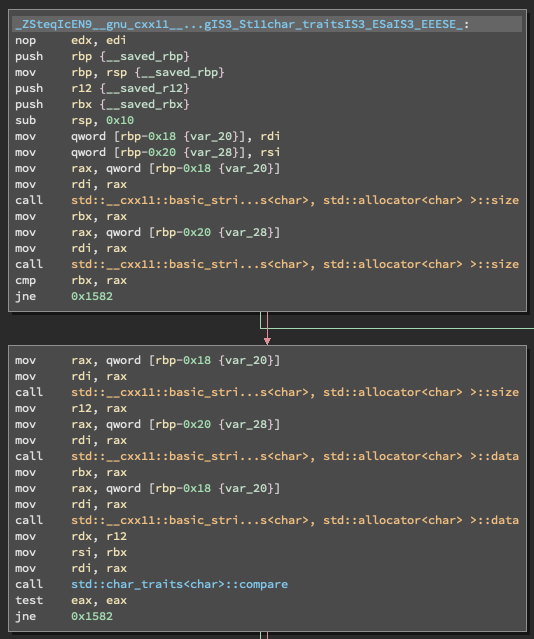 _ZSteqIcEN9__gnu_cxx11__...gIS3_St11char_traitsIS3_ESaIS3_EEESE_:
nop edx, edi
push rbp {__saved_rbp}
mov rbp, rsp {__saved_rbp}
push r12 {__saved_r12}
push rbx {__saved_rbx}
sub rsp, 0x10
mov qword [rbp-0x18 {var_20}], rdi
mov qword [rbp-0x20 {var_28}], rsi
mov rax, qword [rbp-0x18 {var_20}]
mov rdi, rax
call std::__cxx11::basic_stri...s<char>, std::allocator<char> >::size
mov rbx, rax
mov rax, qword [rbp-0x20 {var_28}]
mov rdi, rax
call std::__cxx11::basic_stri...s<char>, std::allocator<char> >::size
cmp rbx, rax
jne 0x1582
mov rax, qword [rbp-0x18 {var_20}]
mov rdi, rax
call std::__cxx11::basic_stri...s<char>, std::allocator<char> >::size
mov r12, rax
mov rax, qword [rbp-0x20 {var_28}]
mov rdi, rax
call std::__cxx11::basic_stri...s<char>, std::allocator<char> >::data
mov rbx, rax
mov rax, qword [rbp-0x18 {var_20}]
mov rdi, rax
call std::__cxx11::basic_stri...s<char>, std::allocator<char> >::data
mov rdx, r12
mov rsi, rbx
mov rdi, rax
call std::char_traits<char>::compare
test eax, eax
jne 0x1582